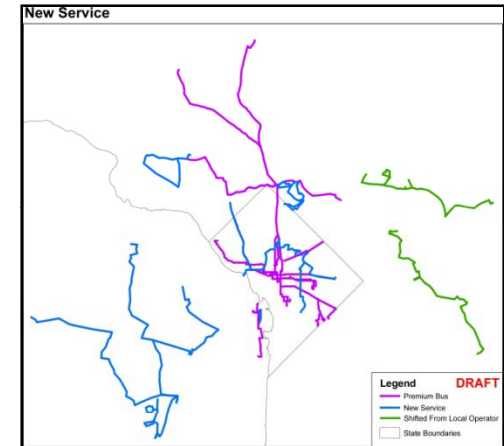 New Service
Legend DRAFT
Premium Bus
New Service
Shifted From Local Operator
State Boundaries